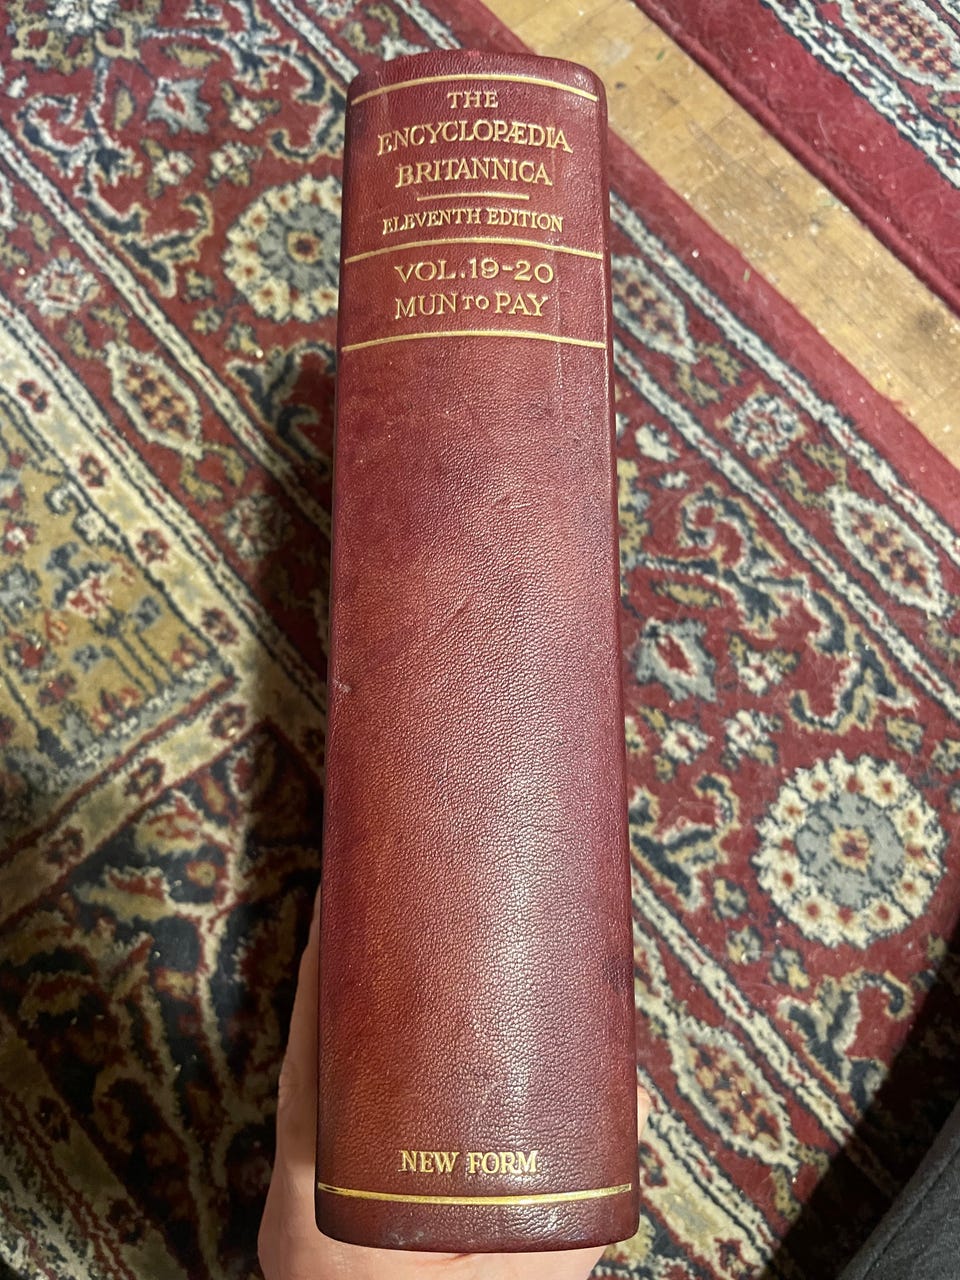 THE
ENCYCLOPÆDIA
BRITANNICA
ELEVENTH EDITION
VOL. 19-20
MUN TO PAY
NEW FORM